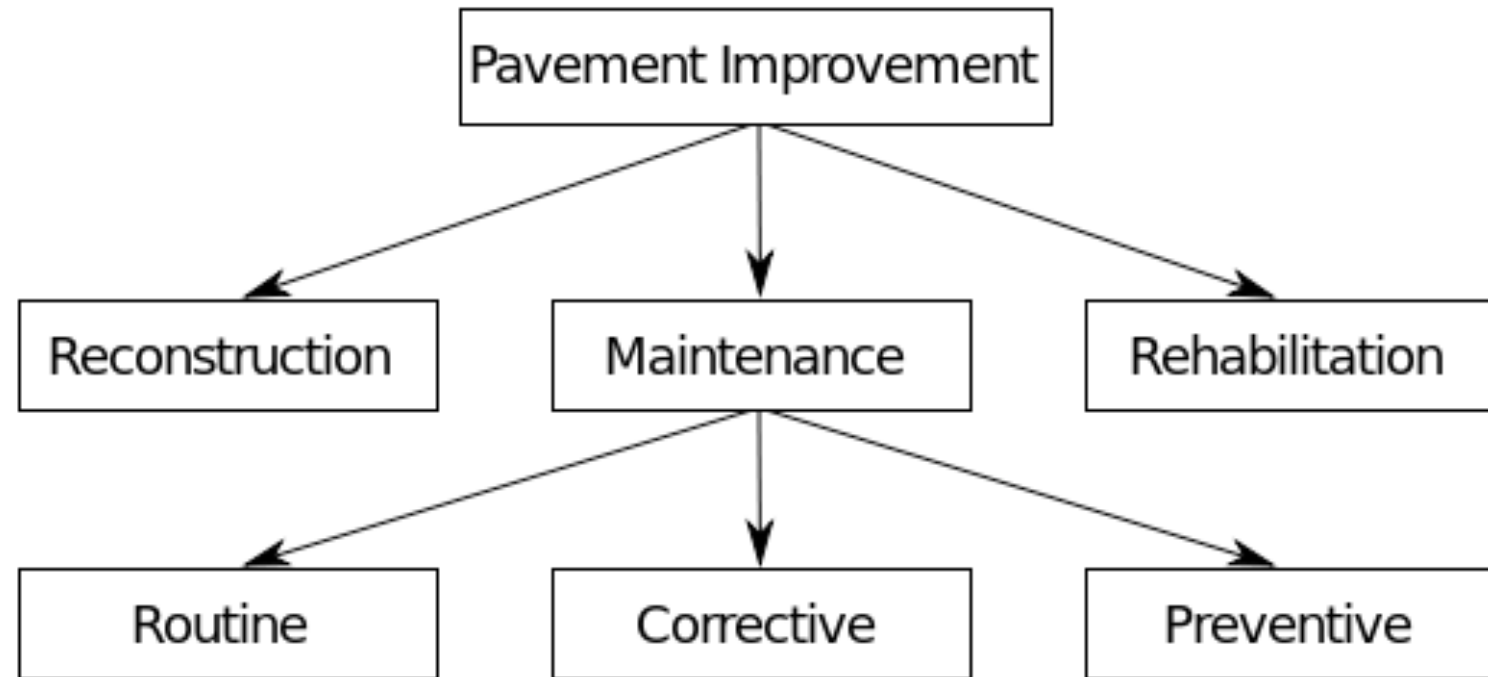 Pavement Improvement
Reconstruction
Maintenance
Rehabilitation
Routine
Corrective
Preventive